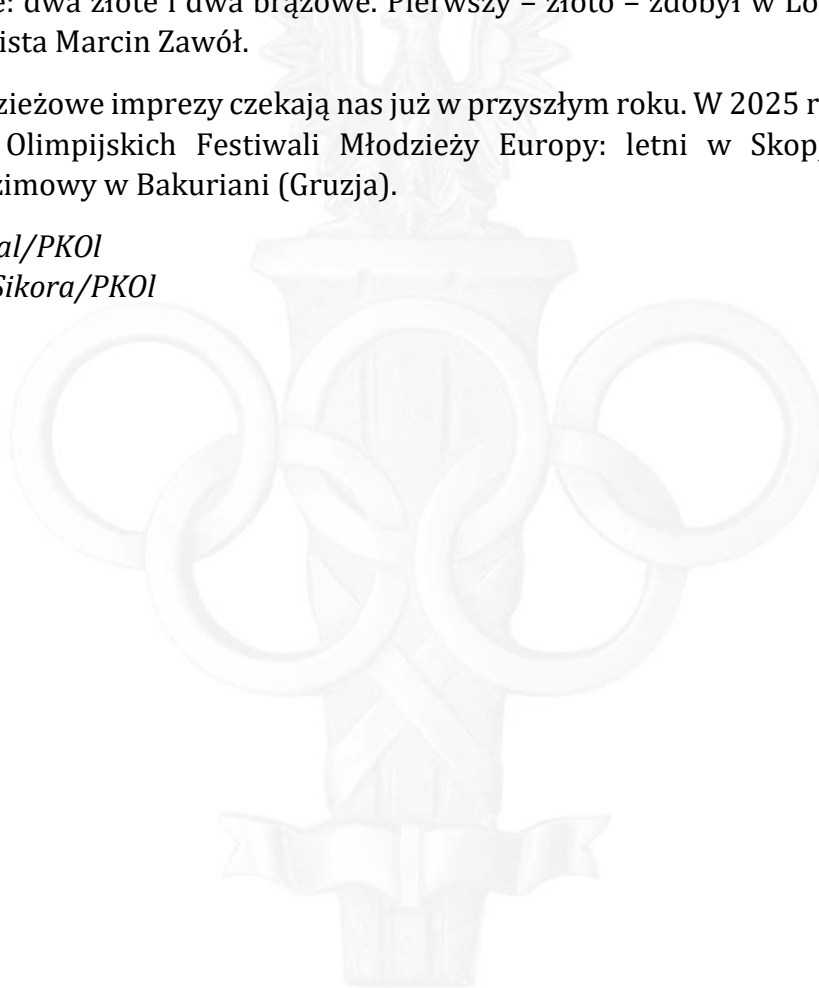 : dwa złote i dwa brązowe. Pierwszy – złoto – zdobył w Lo
ista Marcin Zawół.
zieżowe imprezy czekają nas już w przyszłym roku. W 2025 r
Olimpijskich Festiwali Młodzieży Europy: letni w Skop
zimowy w Bakuriani (Gruzja).
al/PKOl
Sikora/PKOl